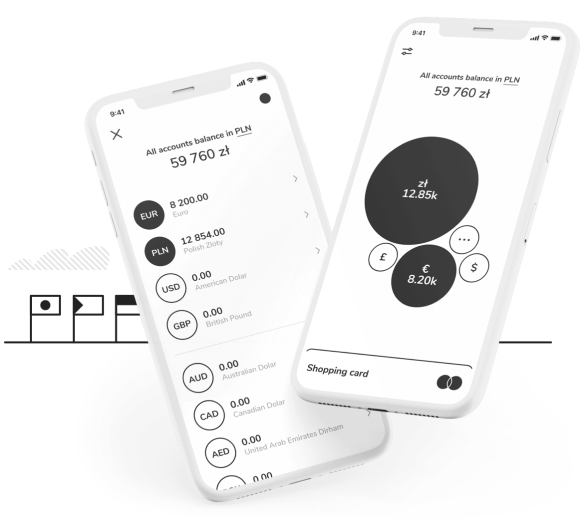 9:41
All accounts balance in PLN
59 760 zł
EUR
8 200.00
Euro
PLN
12 854.00
Polish Zloty
USD
0.00
American Dolar
GBP
0.00
British Pound
AUD
0.00
Australian Dolar
CAD
0.00
Canadian Dolar
AED
0.00
United Arab Emirates Dirham
0.00
9:41
All accounts balance in PLN
59 760 zł
zł
12.85k
£
...
€
8.20k
$
Shopping card